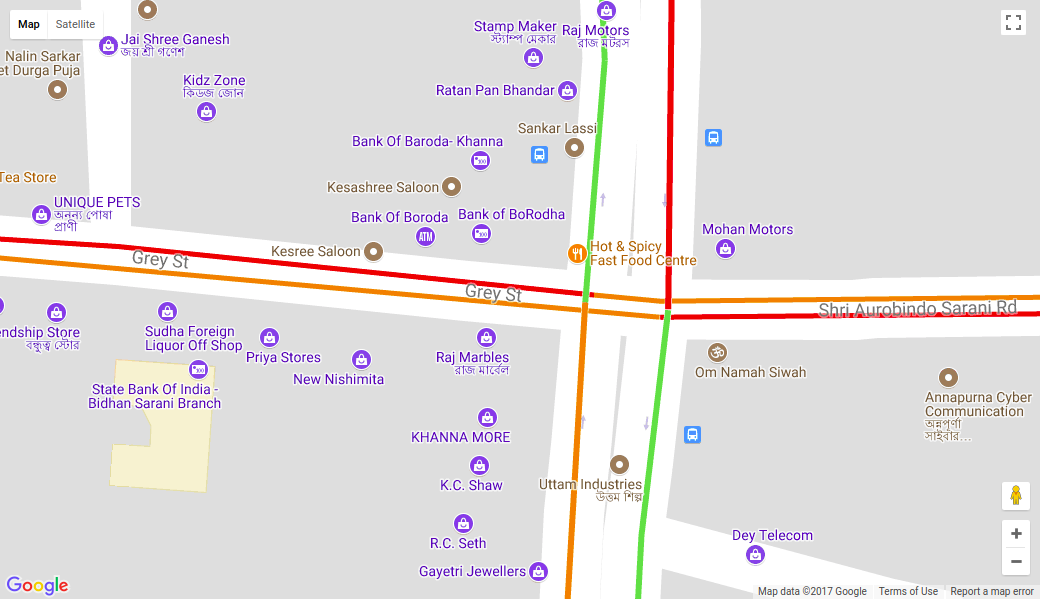 Map
Satellite
Jai Shree Ganesh
জয় শ্রী গণেশ
Nalin Sarkar
et Durga Puja
Kidz Zone
কিডজ জোন
Stamp Maker
স্ট্যাম্প মেকার
Raj Motors
রাজ মটরস
Ratan Pan Bhandar
Sankar Lassi
Bank Of Baroda- Khanna
Kesashree Saloon
Tea Store
UNIQUE PETS
অনন্য পোষা
প্রাণী
Bank Of Boroda
ATM
Bank of BoRodha
Mohan Motors
Kesree Saloon
Hot & Spicy
Fast Food Centre
Grey St
Grey St
Shri Aurobindo Sarani Rd
endship Store
বন্ধুত্ব স্টোর
Sudha Foreign
Liquor Off Shop
Priya Stores
New Nishimita
Raj Marbles
রাজ মার্বেল
Om Namah Siwah
State Bank Of India -
Bidhan Sarani Branch
Annapurna Cyber
Communication
অন্নপূর্ণা
সাইবার...
KHANNA MORE
K.C. Shaw
Uttam Industries
উত্তম শিল্প
R.C. Seth
Dey Telecom
Gayetri Jewellers
Google
Map data ©2017 Google
Terms of Use
Report a map error